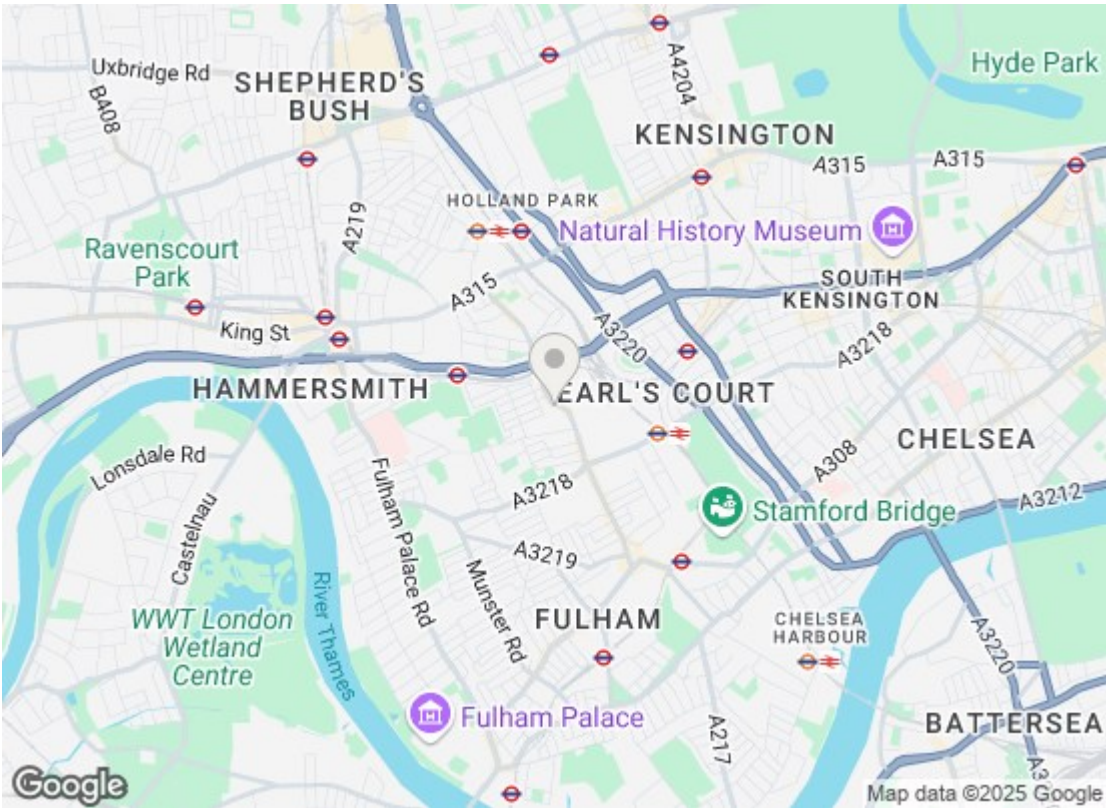 Uxbridge Rd
B408
SHEPHERD'S
BUSH
A4204
Hyde Park
KENSINGTON
A315
A315
HOLLAND PARK
A219
Natural History Museum
Ravenscourt
Park
SOUTH
KENSINGTON
A315
King St
A3220
A3218
HAMMERSMITH
EARL'S COURT
CHELSEA
Lonsdale Rd
A308
Fulham Palace Rd
A3218
A3212
Castelnau
Stamford Bridge
A3219
River Thames
Munster Rd
WWT London
Wetland
Centre
FULHAM
CHELSEA
HARBOUR
A3220
Fulham Palace
A217
BATTERSEA
A3
Google
Map data ©2025 Google